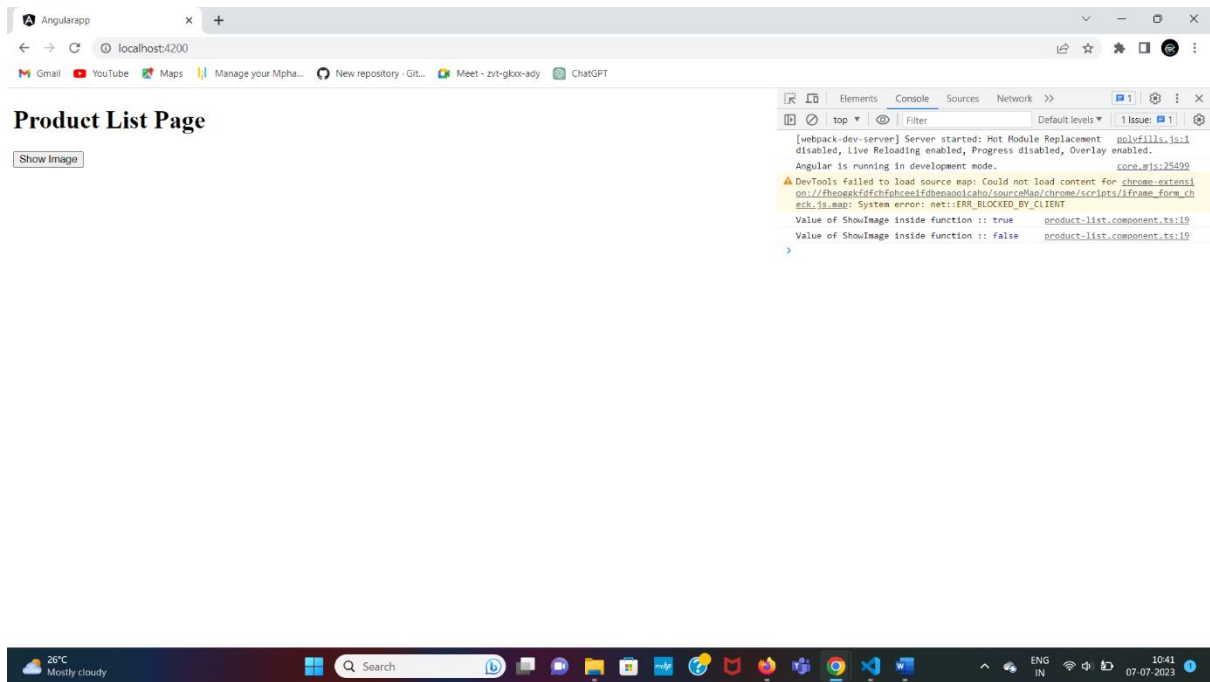 Angularapp
localhost:4200
Gmail YouTube Maps Manage your Mpha... New repository · Git... Meet - zvt-gkxx-ady ChatGPT
Product List Page
Show Image
Elements Console Sources Network 1
top Filter Default levels 1 Issue: 1
[webpack-dev-server] Server started: Hot Module Replacement polyfills.js:1
disabled, Live Reloading enabled, Progress disabled, Overlay enabled.
Angular is running in development mode. core.mjs:25499
DevTools failed to load source map: Could not load content for chrome-extensi
on://fheoggkfdfchfphceeifdbepaooicaho/sourceMap/chrome/scripts/iframe_form_ch
eck.js.map: System error: net::ERR_BLOCKED_BY_CLIENT
Value of ShowImage inside function :: true product-list.component.ts:19
Value of ShowImage inside function :: false product-list.component.ts:19
26°C
Mostly cloudy
Search
ENG
IN
10:41
07-07-2023
1